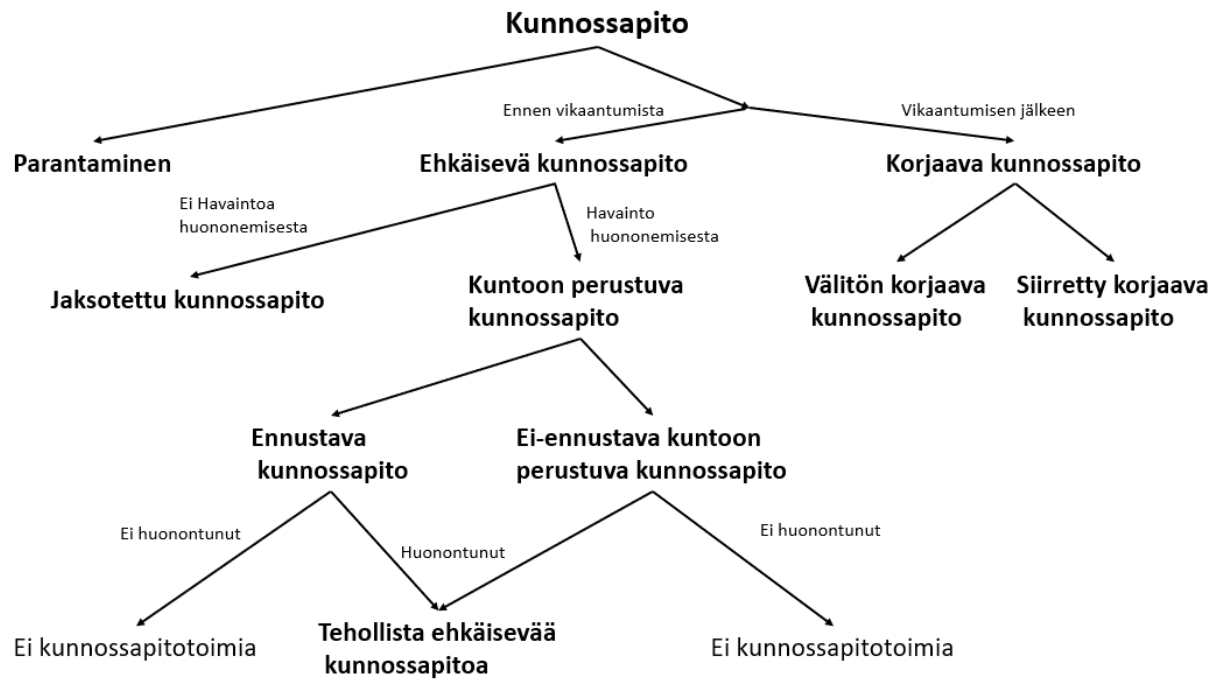 Kunnossapito
Ennen vikaantumista
Vikaantumisen jälkeen
Parantaminen
Ehkäisevä kunnossapito
Korjaava kunnossapito
Ei Havaintoa
huononemisesta
Havainto
huononemisesta
Jaksotettu kunnossapito
Kuntoon perustuva
kunnossapito
Välitön korjaava
kunnossapito
Siirretty korjaava
kunnossapito
Ennustava
kunnossapito
Ei-ennustava kuntoon
perustuva kunnossapito
Ei huonontunut
Huonontunut
Ei huonontunut
Ei kunnossapitotoimia
Tehollista ehkäisevää
kunnossapitoa
Ei kunnossapitotoimia